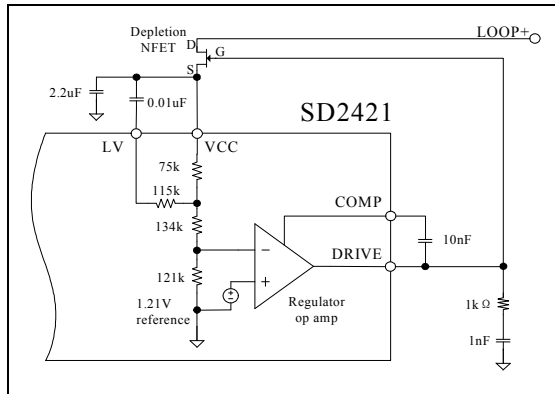 Depletion
NFET
D
G
S
LOOP+
2.2uF
0.01uF
SD2421
LV
VCC
75k
115k
134k
COMP
10nF
DRIVE
121k
1.21V
reference
Regulator
op amp
1kΩ
1nF